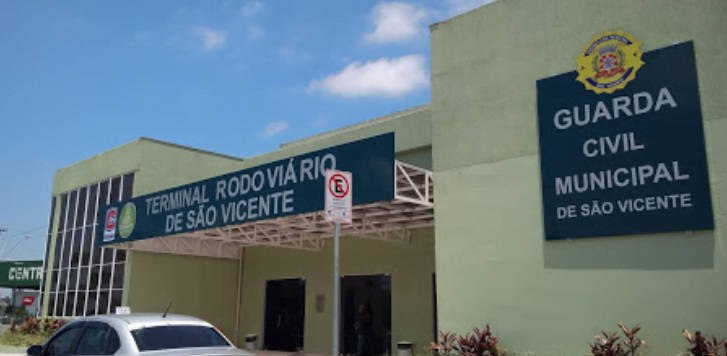 TERMINAL RODOVIÁRIO
DE SÃO VICENTE
GUARDA
CIVIL
MUNICIPAL
DE SÃO VICENTE
CENTR